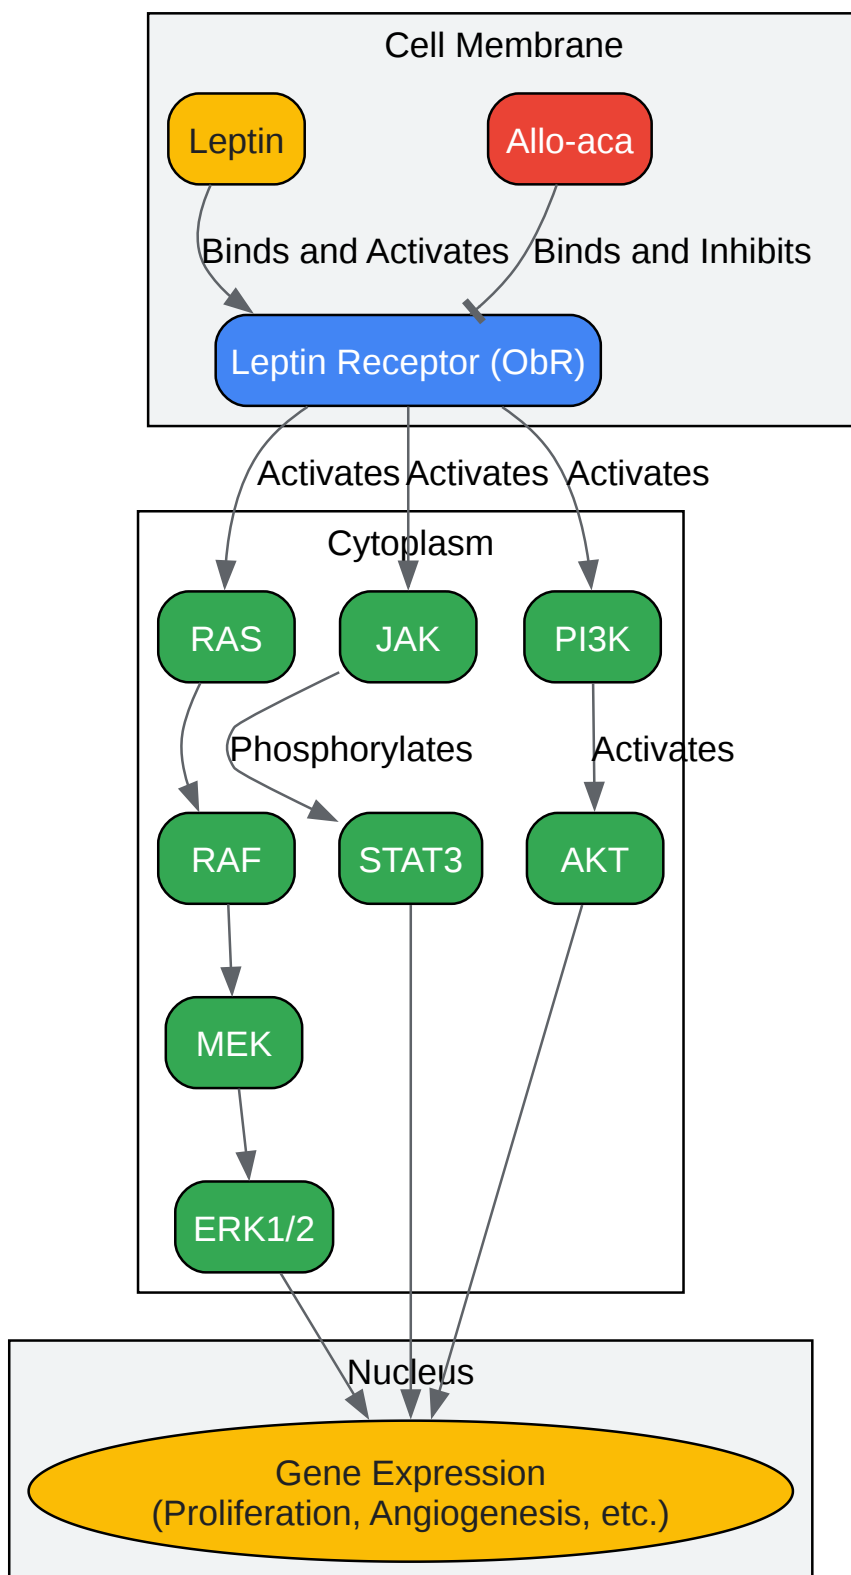 Cell Membrane
Leptin
Allo-aca
Binds and Activates
Binds and Inhibits
Leptin Receptor (ObR)
Activates
Activates
Activates
Cytoplasm
RAS
JAK
PI3K
Phosphorylates
Activates
RAF
STAT3
AKT
MEK
ERK1/2
Nucleus
Gene Expression
(Proliferation, Angiogenesis, etc.)